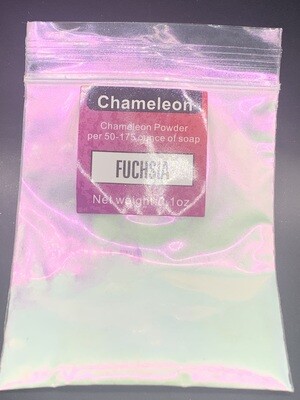 Chameleon
Chameleon Powder
per 50-175 ounce of soap
FUCHSIA
Net weight 0.1oz